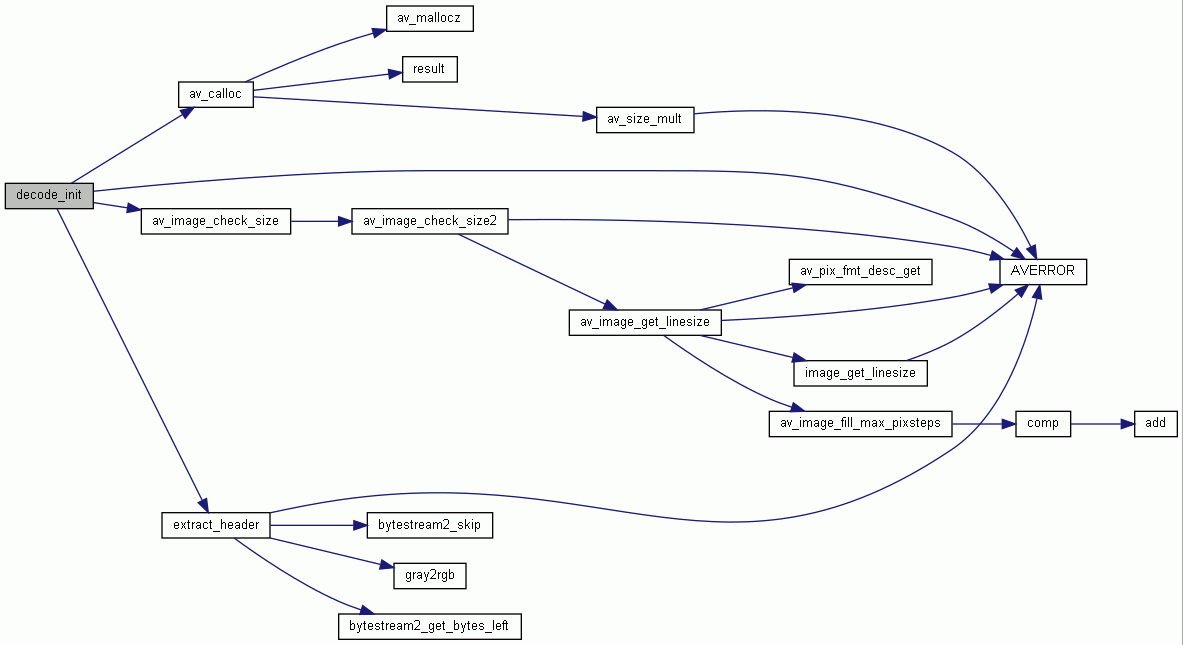 av_mallocz
result
av_calloc
av_size_mult
decode_init
av_image_check_size
av_image_check_size2
AVERROR
av_pix_fmt_desc_get
av_image_get_linesize
image_get_linesize
av_image_fill_max_pixsteps
comp
add
extract_header
bytestream2_skip
gray2rgb
bytestream2_get_bytes_left